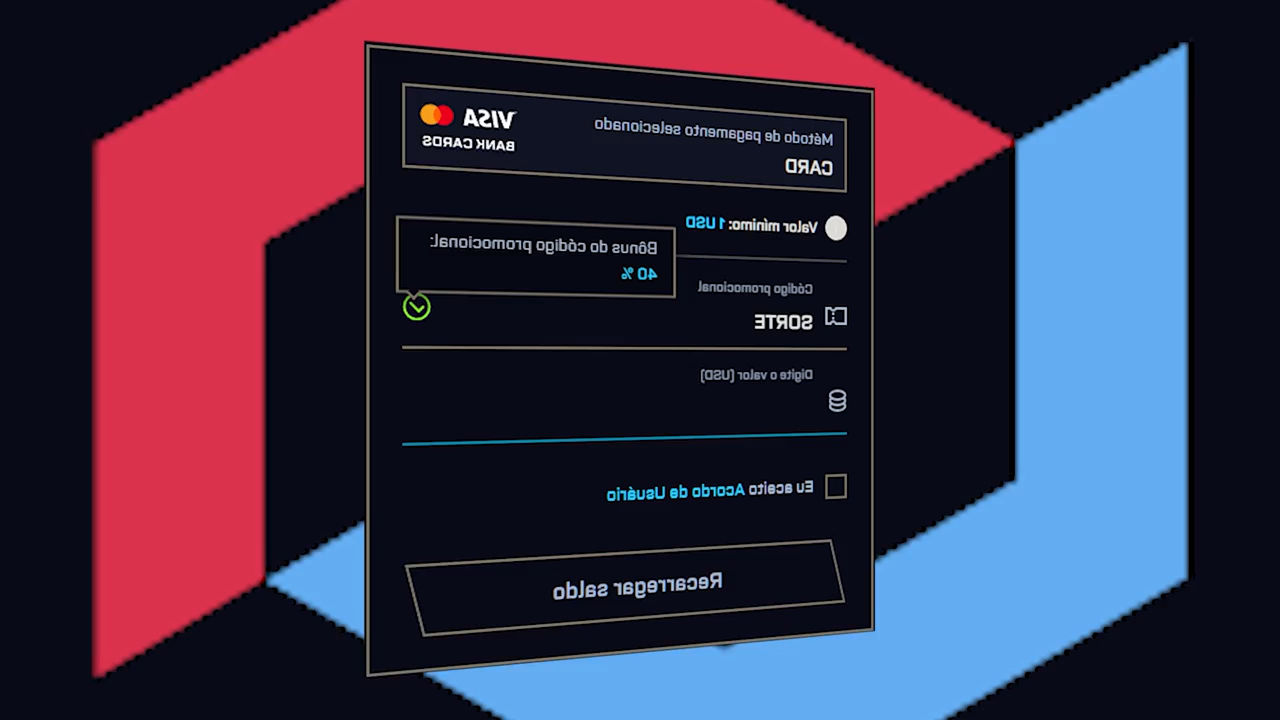 Método de pagamento selecionado
CARD
VISA
BANK CARDS
Valor mínimo: 1 USD
Bônus do código promocional:
40 %
Código promocional
SORTE
Digite o valor (USD)
Eu aceito Acordo de Usuário
Recarregar saldo